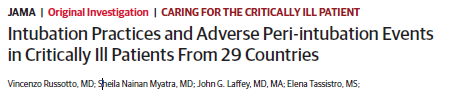 JAMA | Original Investigation | CARING FOR THE CRITICALLY ILL PATIENT
Intubation Practices and Adverse Peri-intubation Events
in Critically Ill Patients From 29 Countries
Vincenzo Russotto, MD; Sheila Nainan Myatra, MD; John G. Laffey, MD, MA; Elena Tassistro, MS;